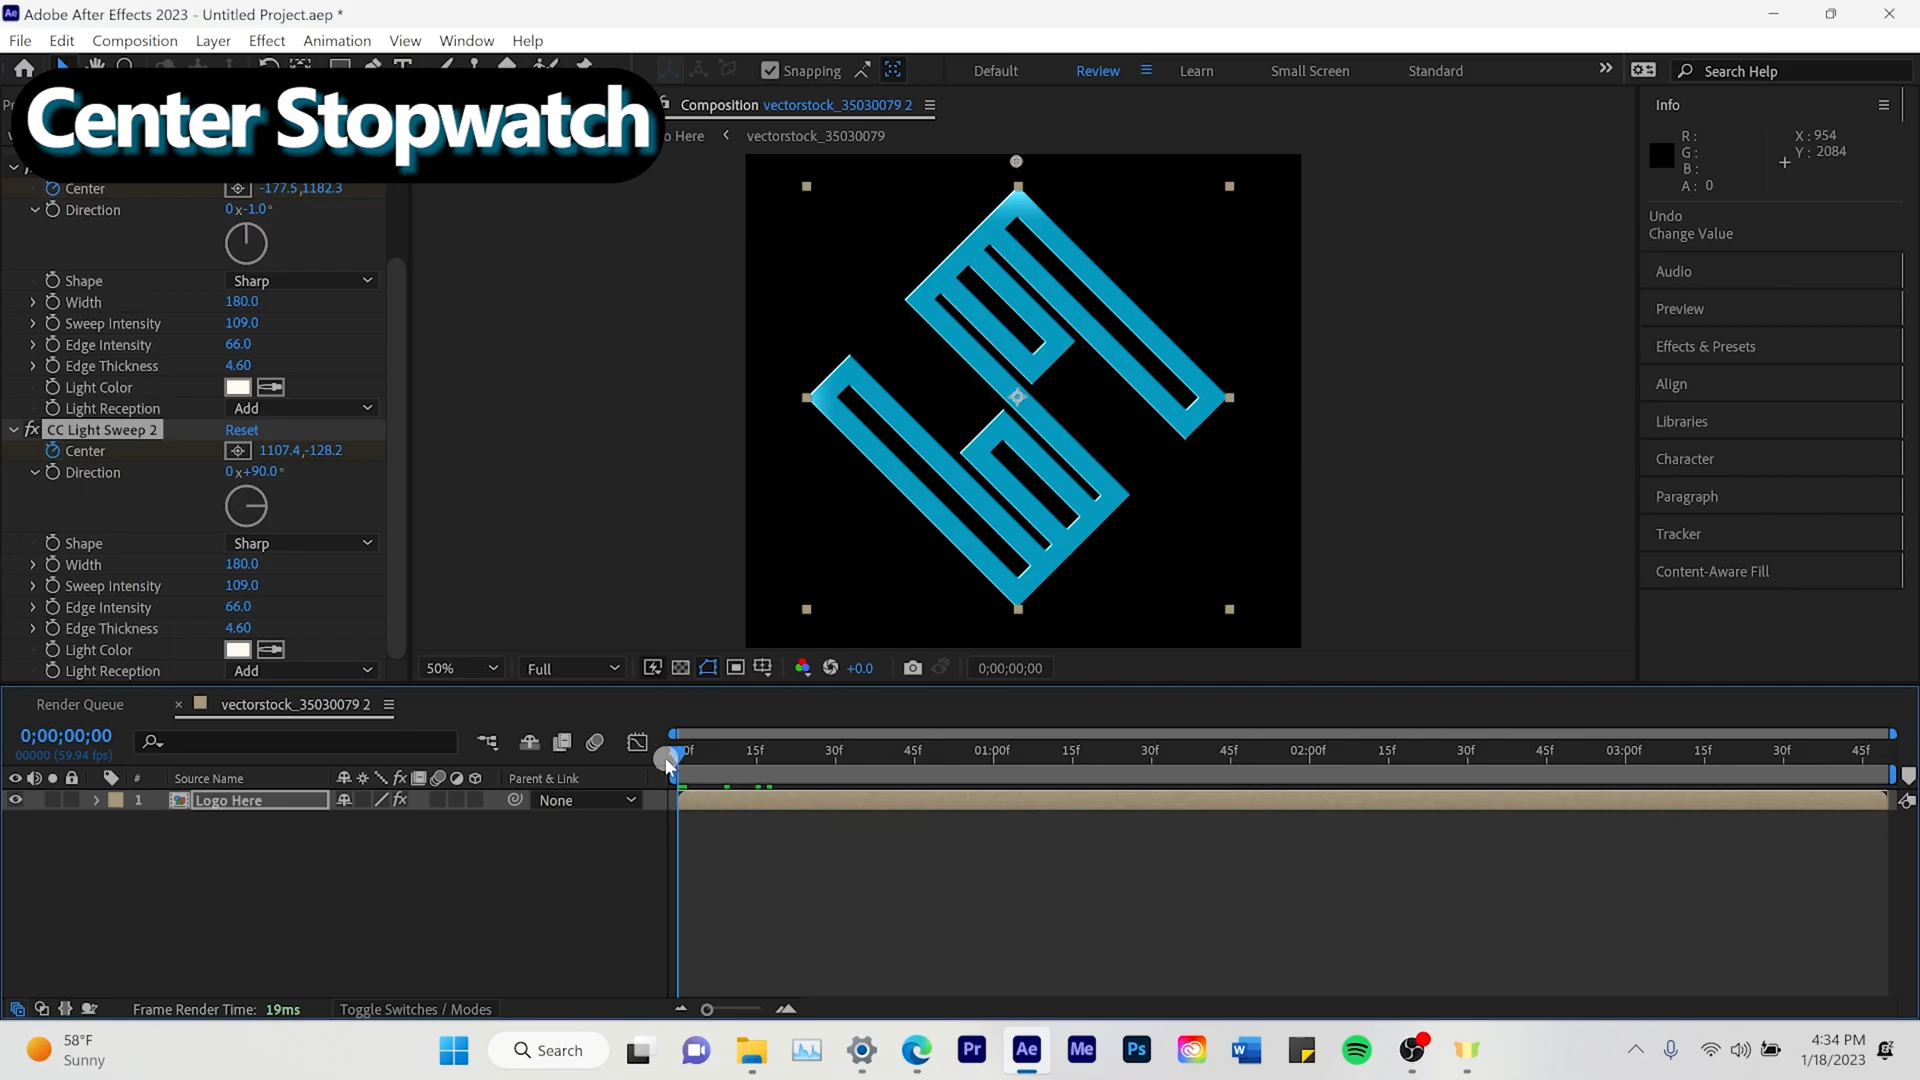 Adobe After Effects 2023 - Untitled Project.aep *
File Edit Composition Layer Effect Animation View Window Help
Snapping Default Review Learn Small Screen Standard Search Help
Center Stopwatch
Composition vectorstock_35030079 2
Here vectorstock_35030079
Center -177.5,1182.3
Direction 0x-1.0°
Shape Sharp
Width 180.0
Sweep Intensity 109.0
Edge Intensity 66.0
Edge Thickness 4.60
Light Color
Light Reception Add
fx CC Light Sweep 2 Reset
Center 1107.4,-128.2
Direction 0x+90.0°
Shape Sharp
Width 180.0
Sweep Intensity 109.0
Edge Intensity 66.0
Edge Thickness 4.60
Light Color
Light Reception Add
50% Full +0.0 0;00;00;00
Info
R: X: 954
G: Y: 2084
B:
A: 0
Undo
Change Value
Audio
Preview
Effects & Presets
Align
Libraries
Character
Paragraph
Tracker
Content-Aware Fill
Render Queue vectorstock_35030079 2
0;00;00;00
00000 (59.94 fps)
0f 15f 30f 45f 01:00f 15f 30f 45f 02:00f 15f 30f 45f 03:00f 15f 30f 45f
# Source Name fx Parent & Link
1 Logo Here fx None
Frame Render Time: 19ms Toggle Switches / Modes
58°F
Sunny
Search
Pr Ae Me Ps
4:34 PM
1/18/2023